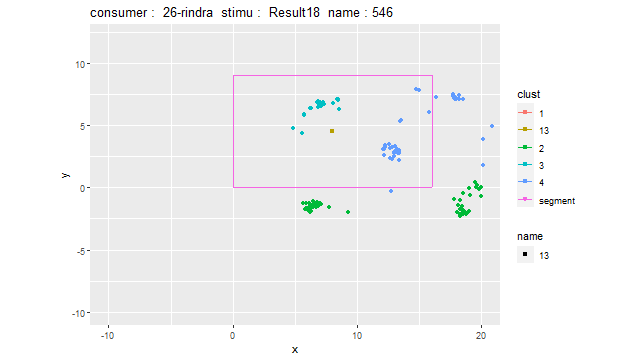 consumer :  26-rindra  stimu :  Result18  name : 546
y
10
5
0
-5
-10
-10 0 10 20
x
clust
1
13
2
3
4
segment
name
13